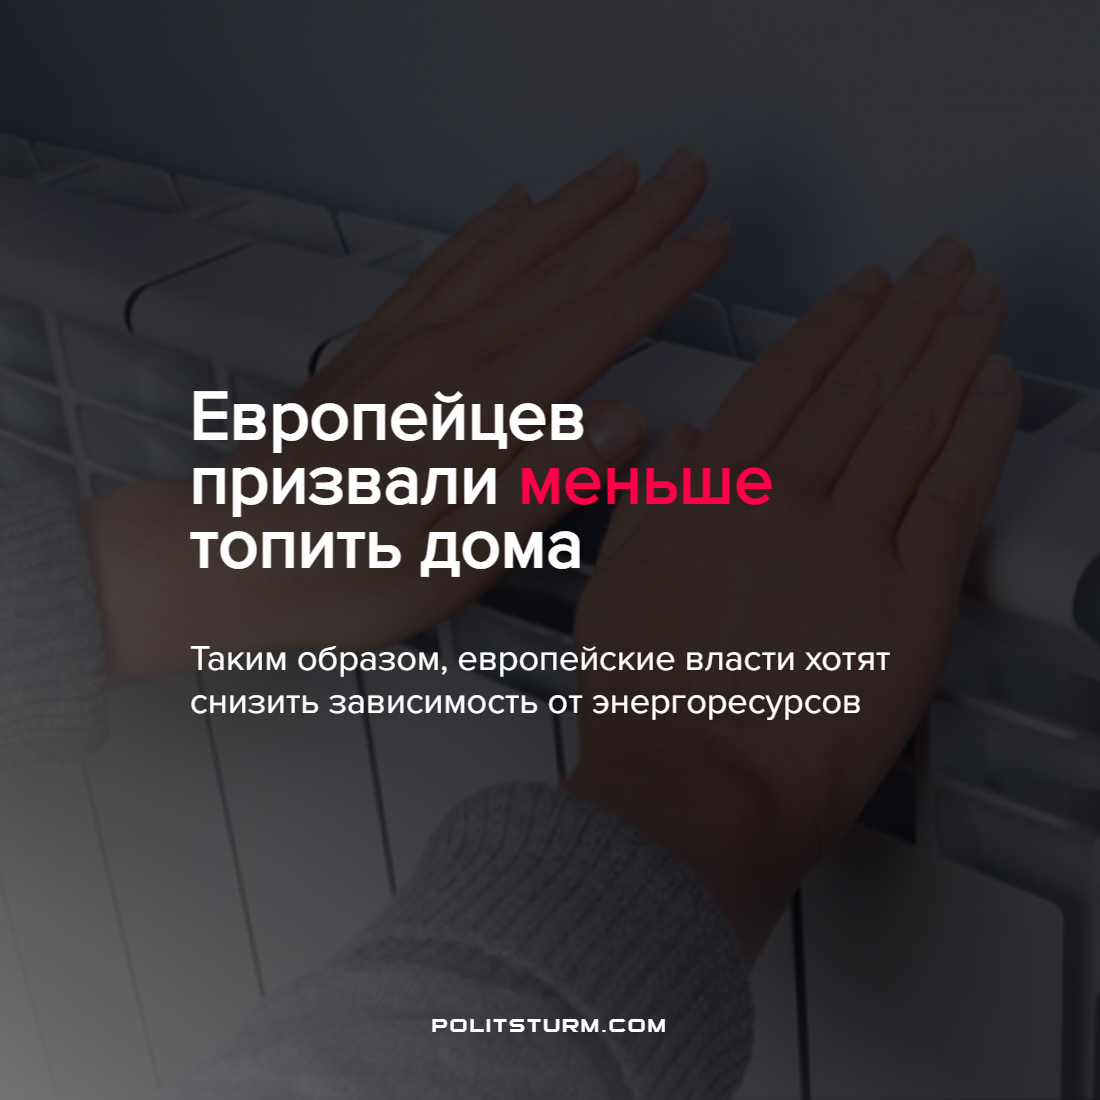 Европейцев
призвали меньше
топить дома
Таким образом, европейские власти хотят
снизить зависимость от энергоресурсов
POLITSTURM.COM